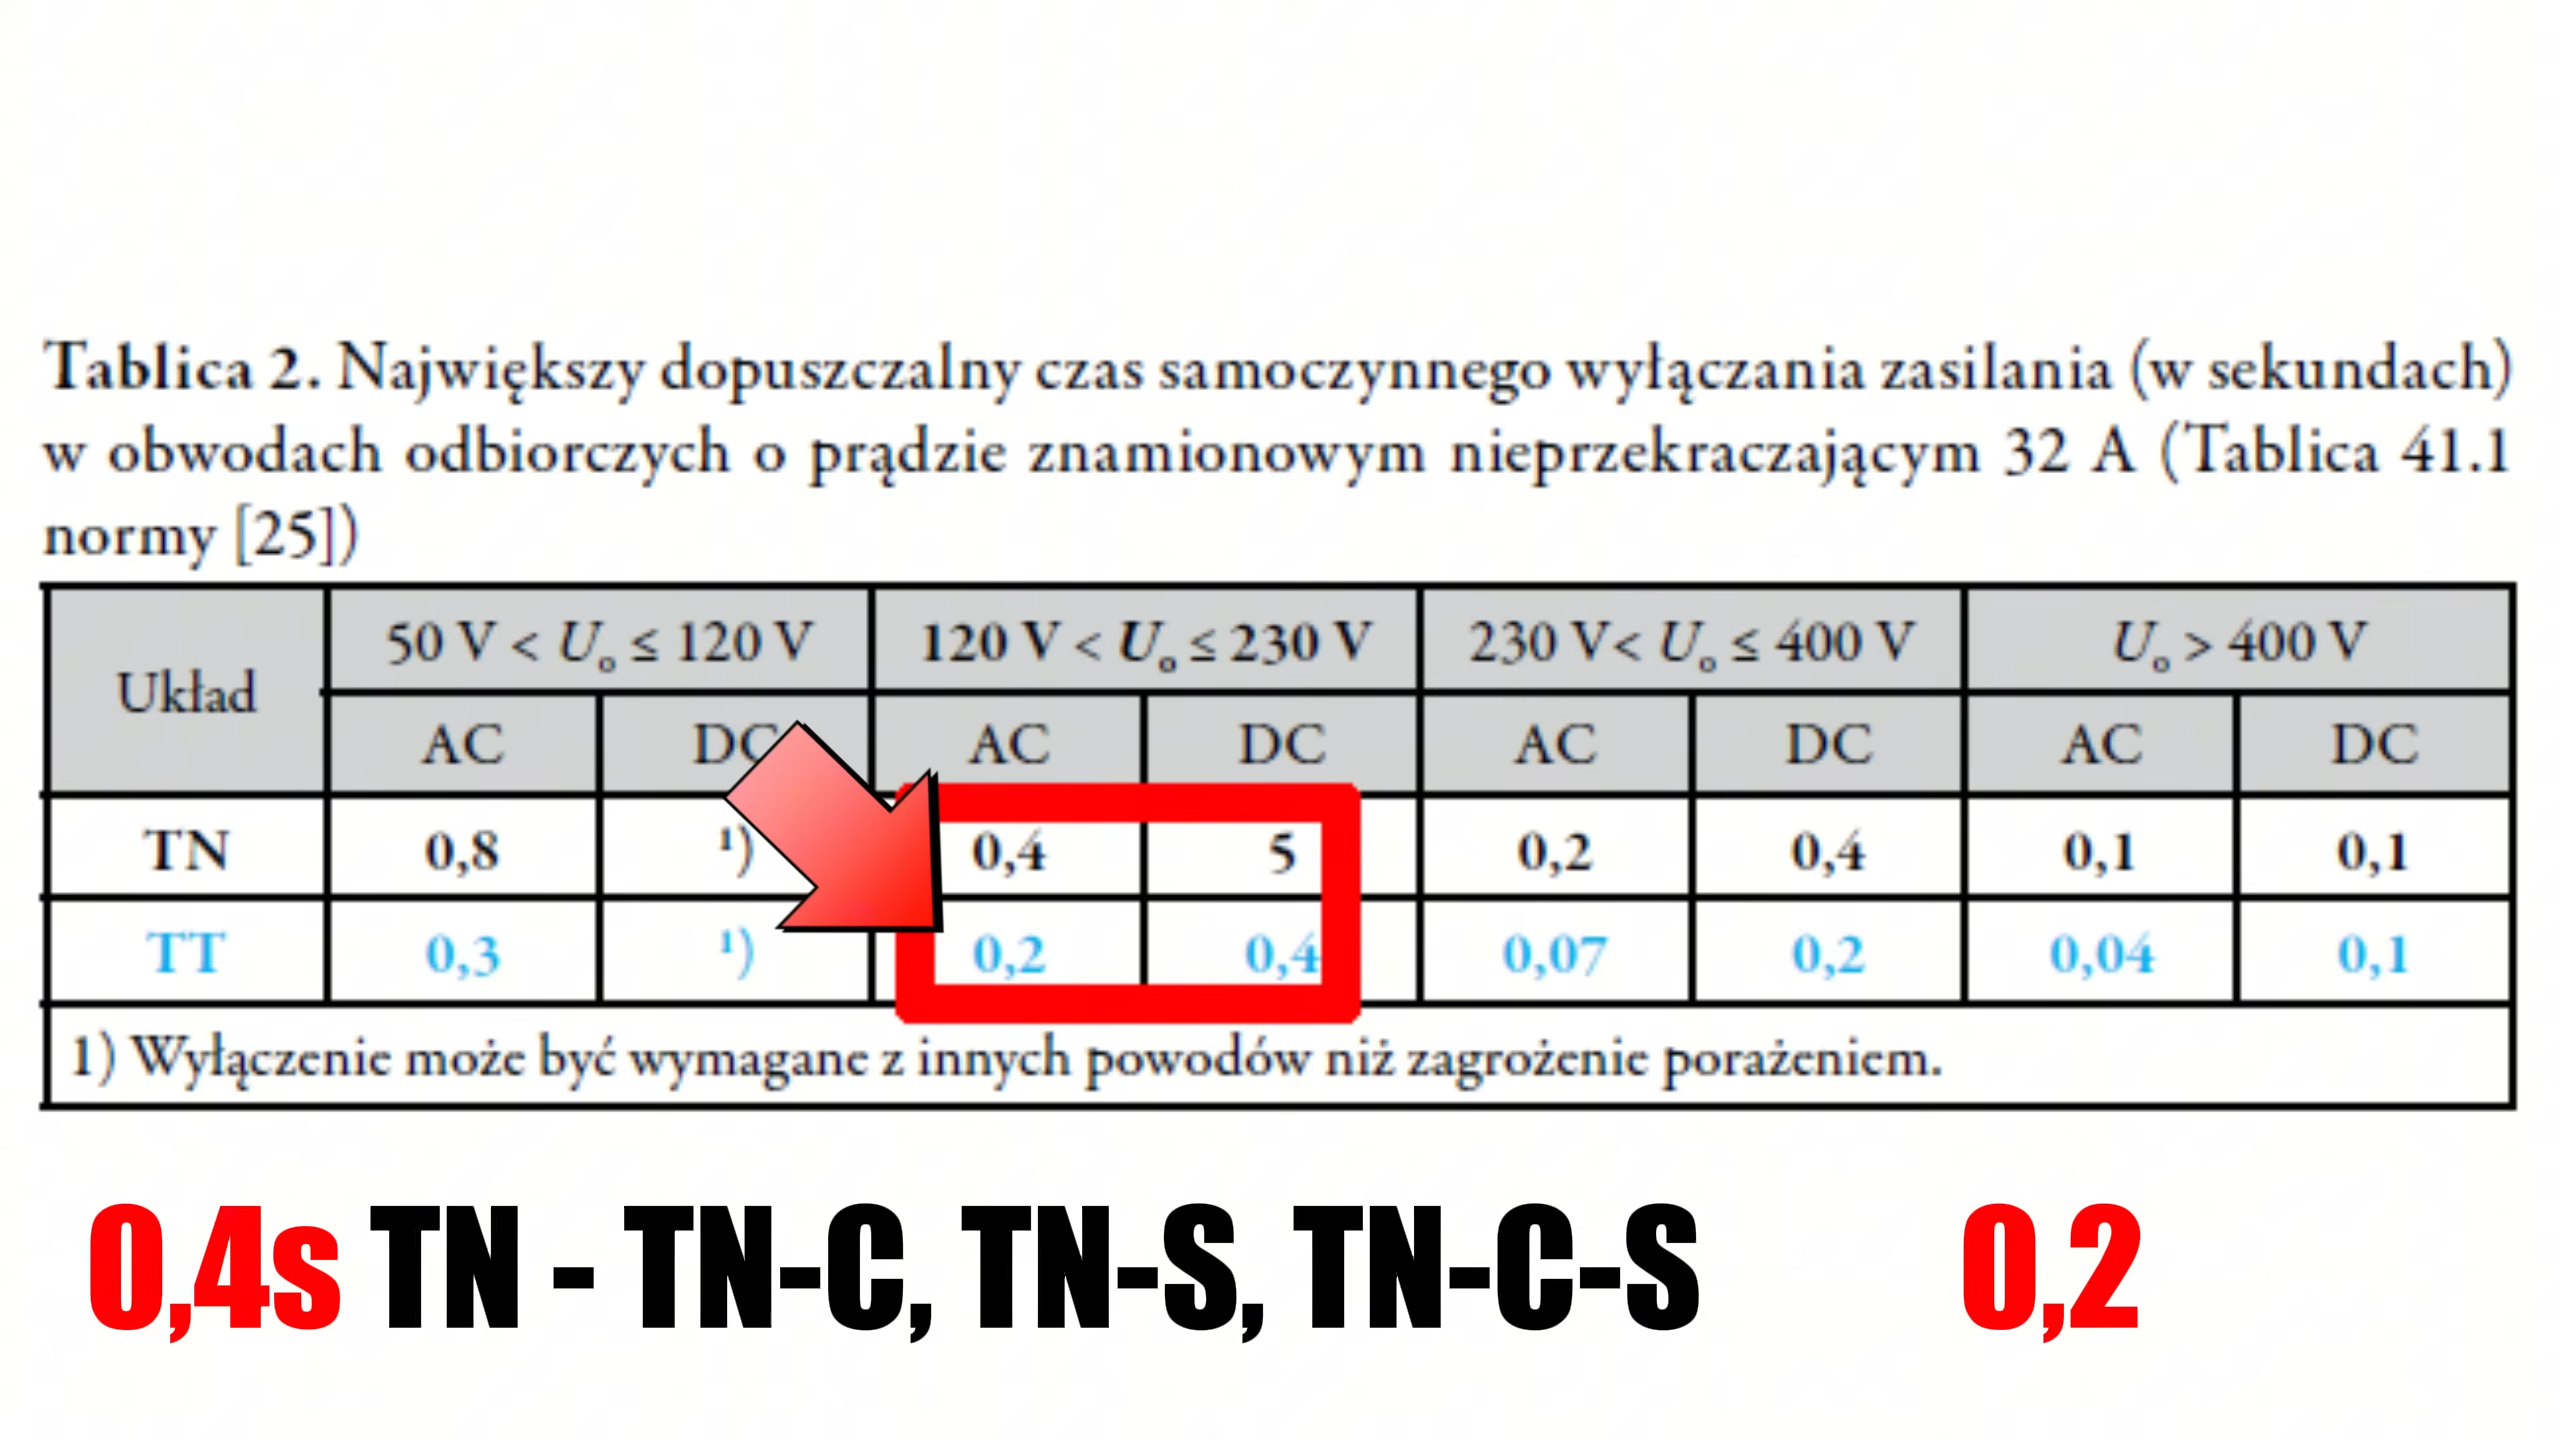 Tablica 2. Największy dopuszczalny czas samoczynnego wyłączania zasilania (w sekundach)
w obwodach odbiorczych o prądzie znamionowym nieprzekraczającym 32 A (Tablica 41.1
normy [25])
Układ 50 V < Uo ≤ 120 V 120 V < Uo ≤ 230 V 230 V< Uo ≤ 400 V Uo > 400 V
AC DC AC DC AC DC AC DC
TN 0,8 ¹) 0,4 5 0,2 0,4 0,1 0,1
TT 0,3 ¹) 0,2 0,4 0,07 0,2 0,04 0,1
1) Wyłączenie może być wymagane z innych powodów niż zagrożenie porażeniem.
0,4s TN - TN-C, TN-S, TN-C-S 0,2